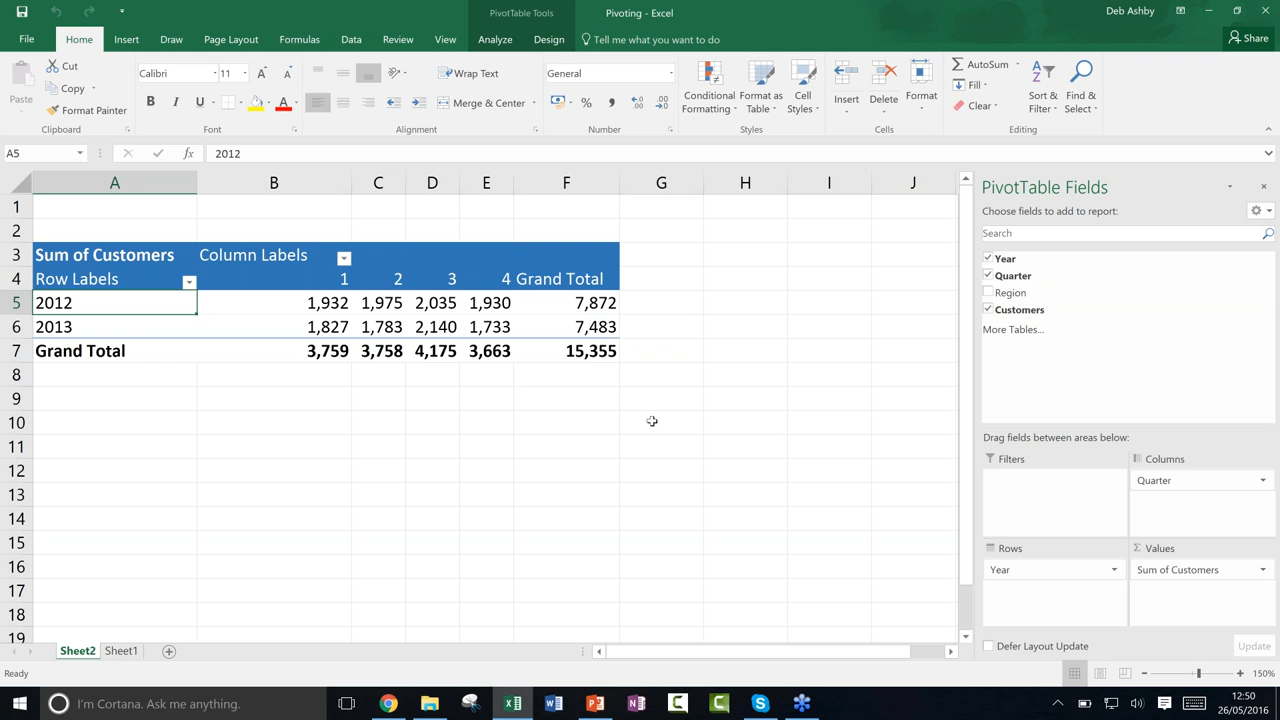 PivotTable Tools
Pivoting - Excel
Deb Ashby
File Home Insert Draw Page Layout Formulas Data Review View Analyze Design Tell me what you want to do Share
Paste
Cut
Copy
Format Painter
Calibri 11
B I U
Wrap Text
Merge & Center
General
%
Conditional Formatting
Format as Table
Cell Styles
Insert
Delete
Format
AutoSum
Fill
Clear
Sort & Filter
Find & Select
Clipboard Font Alignment Number Styles Cells Editing
A5 fx 2012
A B C D E F G H I J
1
2
3 Sum of Customers Column Labels
4 Row Labels 1 2 3 4 Grand Total
5 2012 1,932 1,975 2,035 1,930 7,872
6 2013 1,827 1,783 2,140 1,733 7,483
7 Grand Total 3,759 3,758 4,175 3,663 15,355
8
9
10
11
12
13
14
15
16
17
18
19
PivotTable Fields
Choose fields to add to report:
Search
Year
Quarter
Region
Customers
More Tables...
Drag fields between areas below:
Filters
Columns
Quarter
Rows
Values
Year
Sum of Customers
Defer Layout Update
Update
Sheet2 Sheet1
Ready
150%
I'm Cortana. Ask me anything.
12:50
26/05/2016